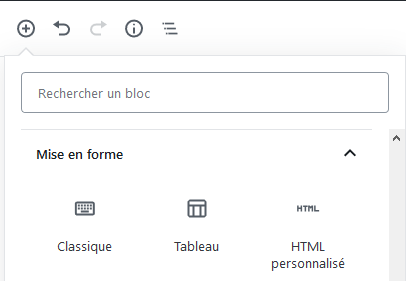 Rechercher un bloc
Mise en forme
HTML
Classique
Tableau
HTML
personnalisé